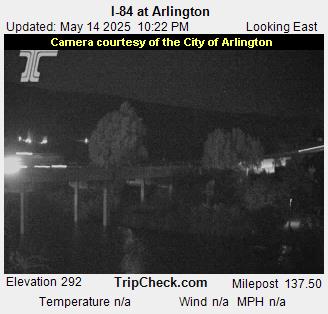 I-84 at Arlington
Updated: May 14 2025 10:22 PM Looking East
Camera courtesy of the City of Arlington
Elevation 292 TripCheck.com Milepost 137.50
Temperature n/a Wind n/a MPH n/a